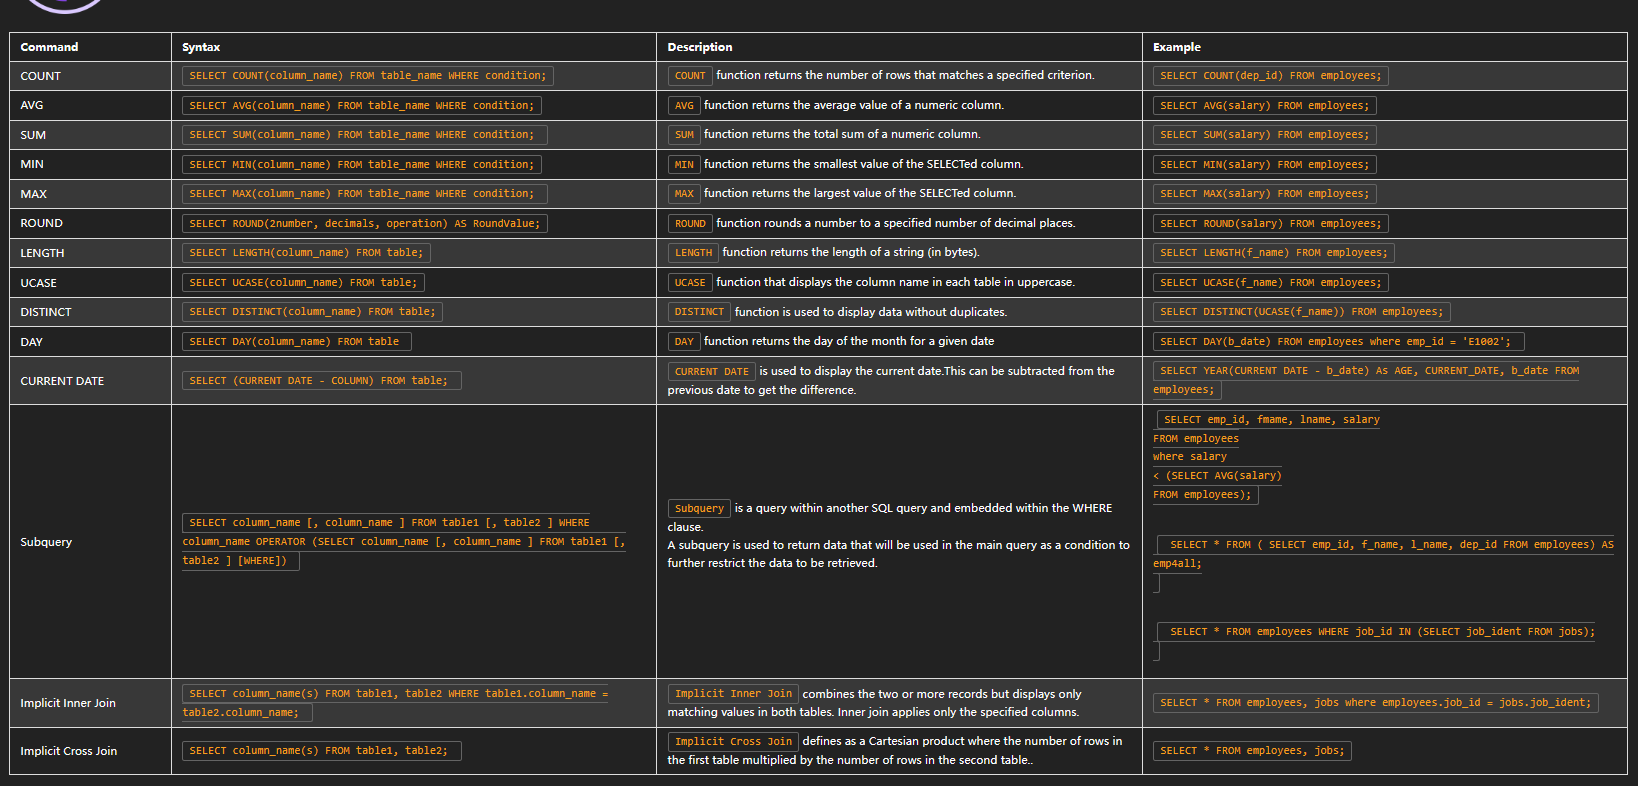 Command Syntax Description Example
COUNT SELECT COUNT(column_name) FROM table_name WHERE condition; COUNT function returns the number of rows that matches a specified criterion. SELECT COUNT(dep_id) FROM employees;
AVG SELECT AVG(column_name) FROM table_name WHERE condition; AVG function returns the average value of a numeric column. SELECT AVG(salary) FROM employees;
SUM SELECT SUM(column_name) FROM table_name WHERE condition; SUM function returns the total sum of a numeric column. SELECT SUM(salary) FROM employees;
MIN SELECT MIN(column_name) FROM table_name WHERE condition; MIN function returns the smallest value of the SELECTed column. SELECT MIN(salary) FROM employees;
MAX SELECT MAX(column_name) FROM table_name WHERE condition; MAX function returns the largest value of the SELECTed column. SELECT MAX(salary) FROM employees;
ROUND SELECT ROUND(2number, decimals, operation) AS RoundValue; ROUND function rounds a number to a specified number of decimal places. SELECT ROUND(salary) FROM employees;
LENGTH SELECT LENGTH(column_name) FROM table; LENGTH function returns the length of a string (in bytes). SELECT LENGTH(f_name) FROM employees;
UCASE SELECT UCASE(column_name) FROM table; UCASE function that displays the column name in each table in uppercase. SELECT UCASE(f_name) FROM employees;
DISTINCT SELECT DISTINCT(column_name) FROM table; DISTINCT function is used to display data without duplicates. SELECT DISTINCT(UCASE(f_name)) FROM employees;
DAY SELECT DAY(column_name) FROM table DAY function returns the day of the month for a given date SELECT DAY(b_date) FROM employees where emp_id = 'E1002';
CURRENT DATE SELECT (CURRENT DATE - COLUMN) FROM table;
CURRENT DATE is used to display the current date.This can be subtracted from the
previous date to get the difference.
SELECT YEAR(CURRENT DATE - b_date) As AGE, CURRENT_DATE, b_date FROM
employees;
Subquery
SELECT column_name [, column_name ] FROM table1 [, table2 ] WHERE
column_name OPERATOR (SELECT column_name [, column_name ] FROM table1 [,
table2 ] [WHERE])
Subquery is a query within another SQL query and embedded within the WHERE
clause.
A subquery is used to return data that will be used in the main query as a condition to
further restrict the data to be retrieved.
SELECT emp_id, fmame, lname, salary
FROM employees
where salary
< (SELECT AVG(salary)
FROM employees);
SELECT * FROM ( SELECT emp_id, f_name, l_name, dep_id FROM employees) AS
emp4all;
SELECT * FROM employees WHERE job_id IN (SELECT job_ident FROM jobs);
Implicit Inner Join
SELECT column_name(s) FROM table1, table2 WHERE table1.column_name =
table2.column_name;
Implicit Inner Join combines the two or more records but displays only
matching values in both tables. Inner join applies only the specified columns.
SELECT * FROM employees, jobs where employees.job_id = jobs.job_ident;
Implicit Cross Join
SELECT column_name(s) FROM table1, table2;
Implicit Cross Join defines as a Cartesian product where the number of rows in
the first table multiplied by the number of rows in the second table..
SELECT * FROM employees, jobs;